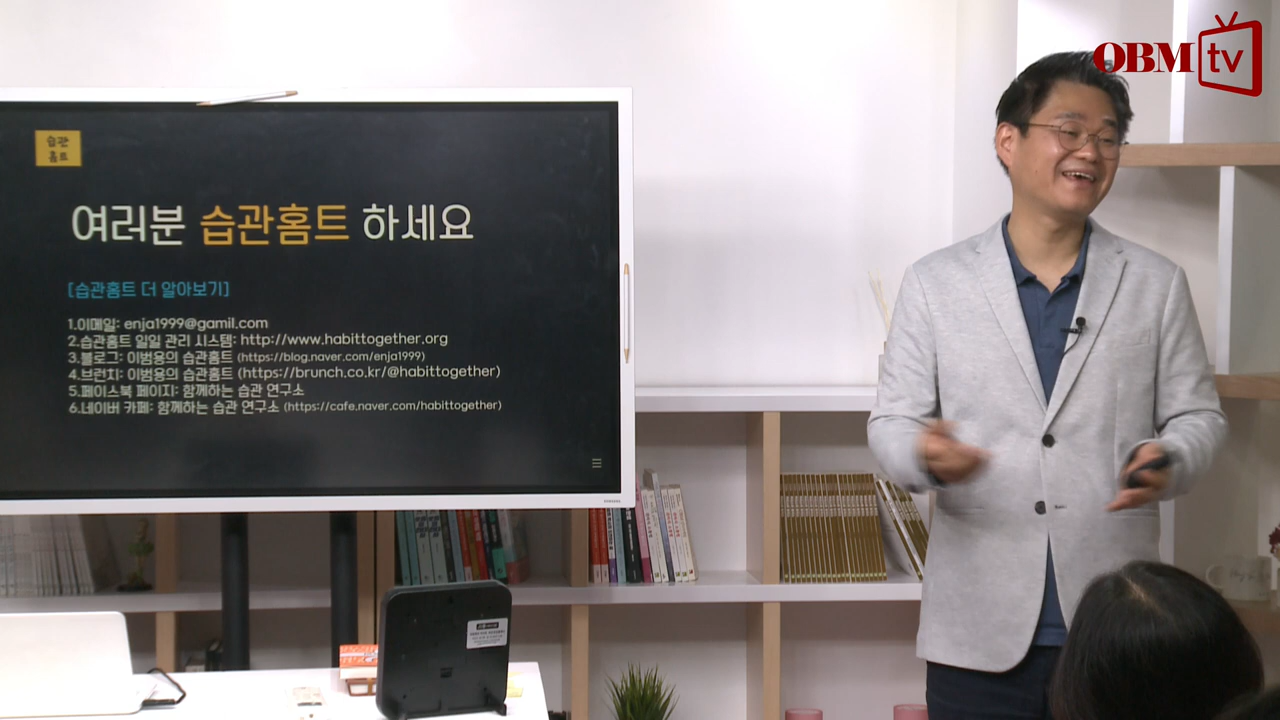 OBM tv
습관
홈트
여러분 습관홈트 하세요
[습관홈트 더 알아보기]
1.이메일: enja1999@gamil.com
2.습관홈트 일일 관리 시스템: http://www.habittogether.org
3.블로그: 이범용의 습관홈트 (https://blog.naver.com/enja1999)
4.브런치: 이범용의 습관홈트 (https://brunch.co.kr/@habittogether)
5.페이스북 페이지: 함께하는 습관 연구소
6.네이버 카페: 함께하는 습관 연구소 (https://cafe.naver.com/habittogether)
SAMSUNG